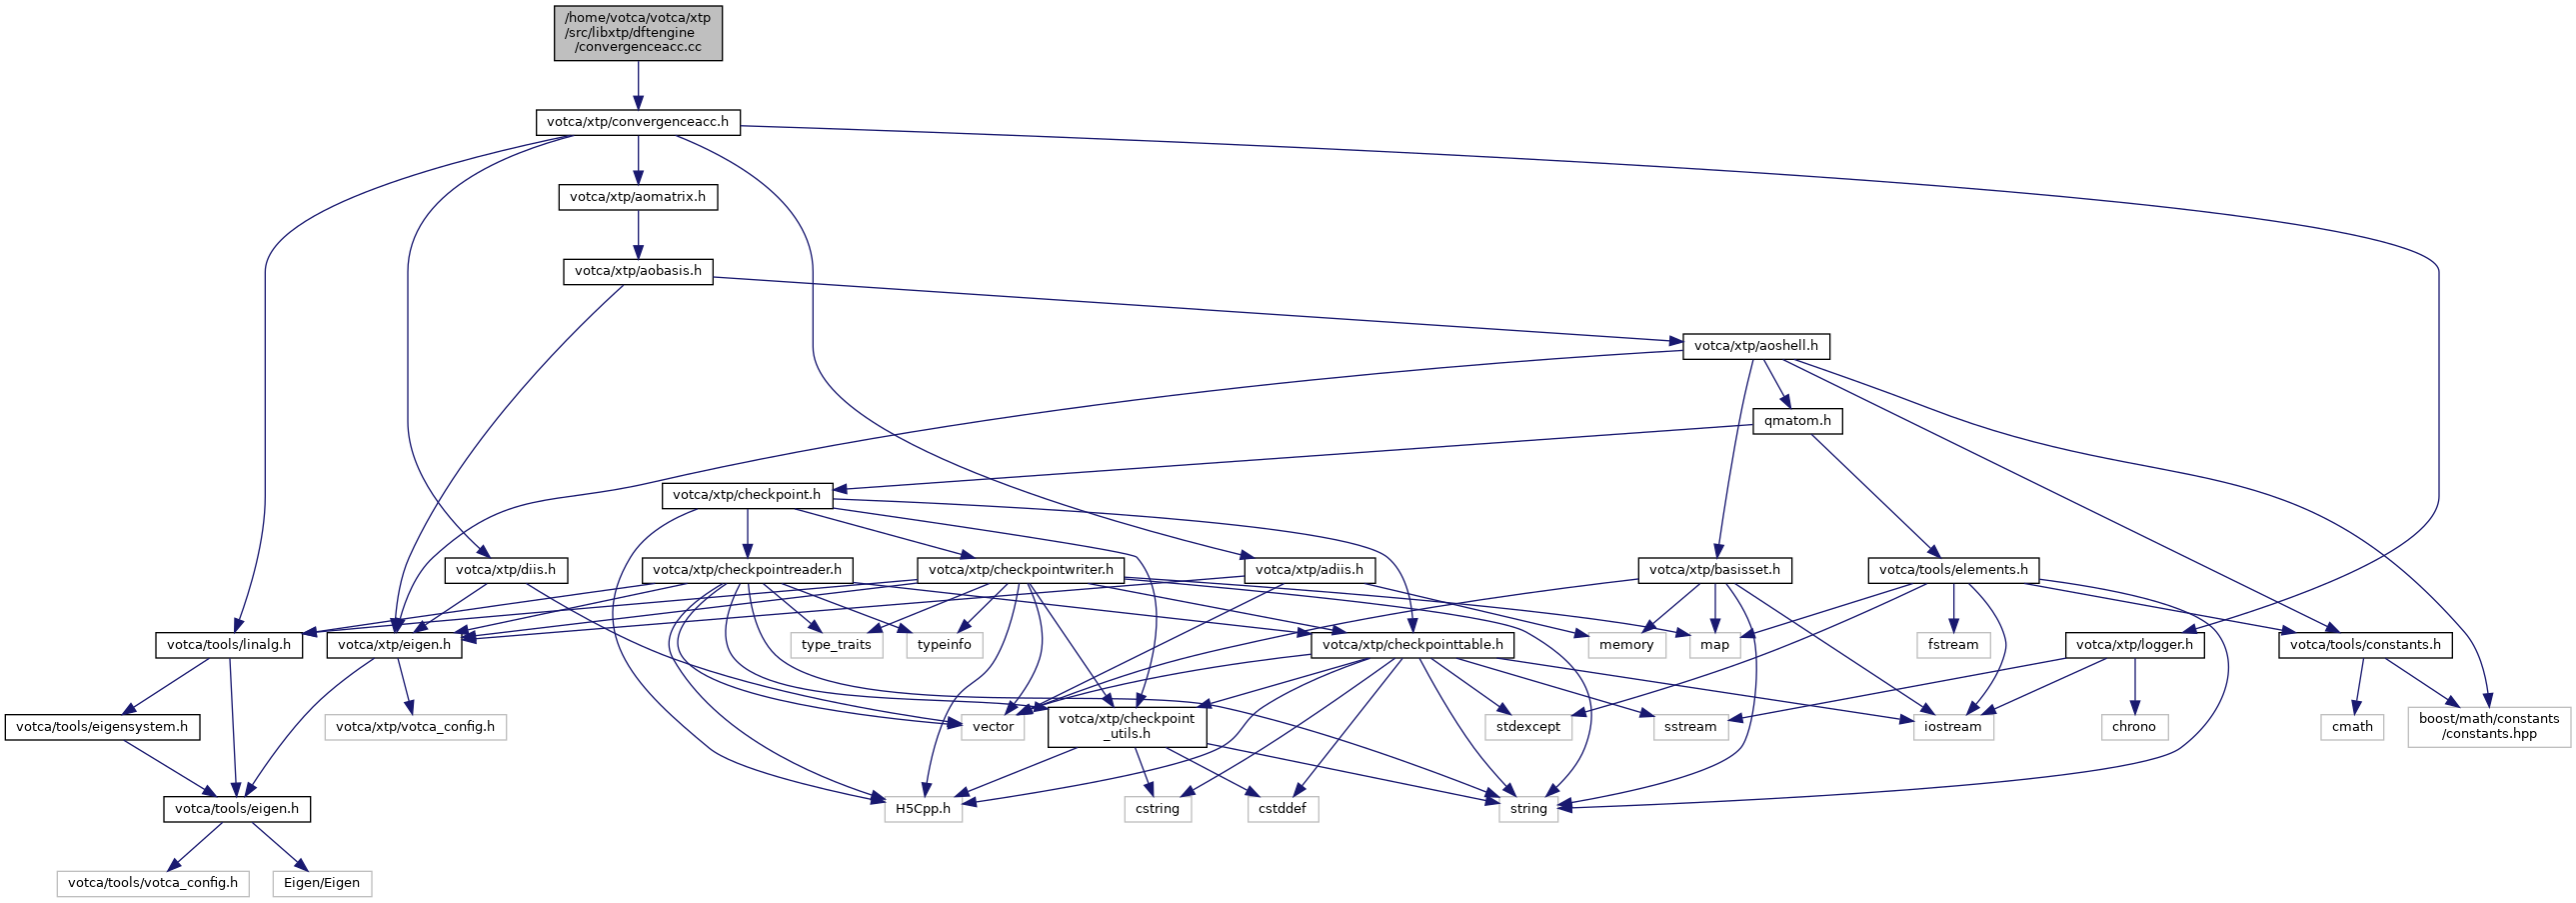 /home/votca/votca/xtp
/src/libxtp/dftengine
/convergenceacc.cc
votca/xtp/convergenceacc.h
votca/xtp/aomatrix.h
votca/xtp/aobasis.h
votca/xtp/aoshell.h
qmatom.h
votca/xtp/checkpoint.h
votca/xtp/diis.h
votca/xtp/checkpointreader.h
votca/xtp/checkpointwriter.h
votca/xtp/adiis.h
votca/xtp/basisset.h
votca/tools/elements.h
votca/tools/linalg.h
votca/xtp/eigen.h
type_traits
typeinfo
votca/xtp/checkpointtable.h
memory
map
fstream
votca/xtp/logger.h
votca/tools/constants.h
votca/tools/eigensystem.h
votca/xtp/votca_config.h
vector
votca/xtp/checkpoint
_utils.h
stdexcept
sstream
iostream
chrono
cmath
boost/math/constants
/constants.hpp
votca/tools/eigen.h
H5Cpp.h
cstring
cstddef
string
votca/tools/votca_config.h
Eigen/Eigen